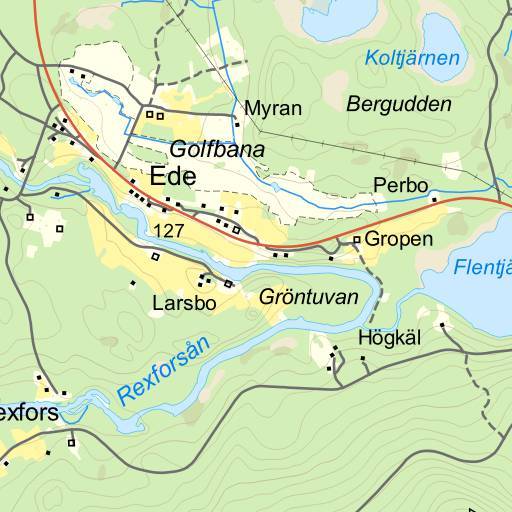 Koltjärnen
Bergudden
Myran
Golfbana
Ede
Perbo
127
Gropen
Flentjä
Larsbo
Gröntuvan
Högkäl
Rexforsån
exfors